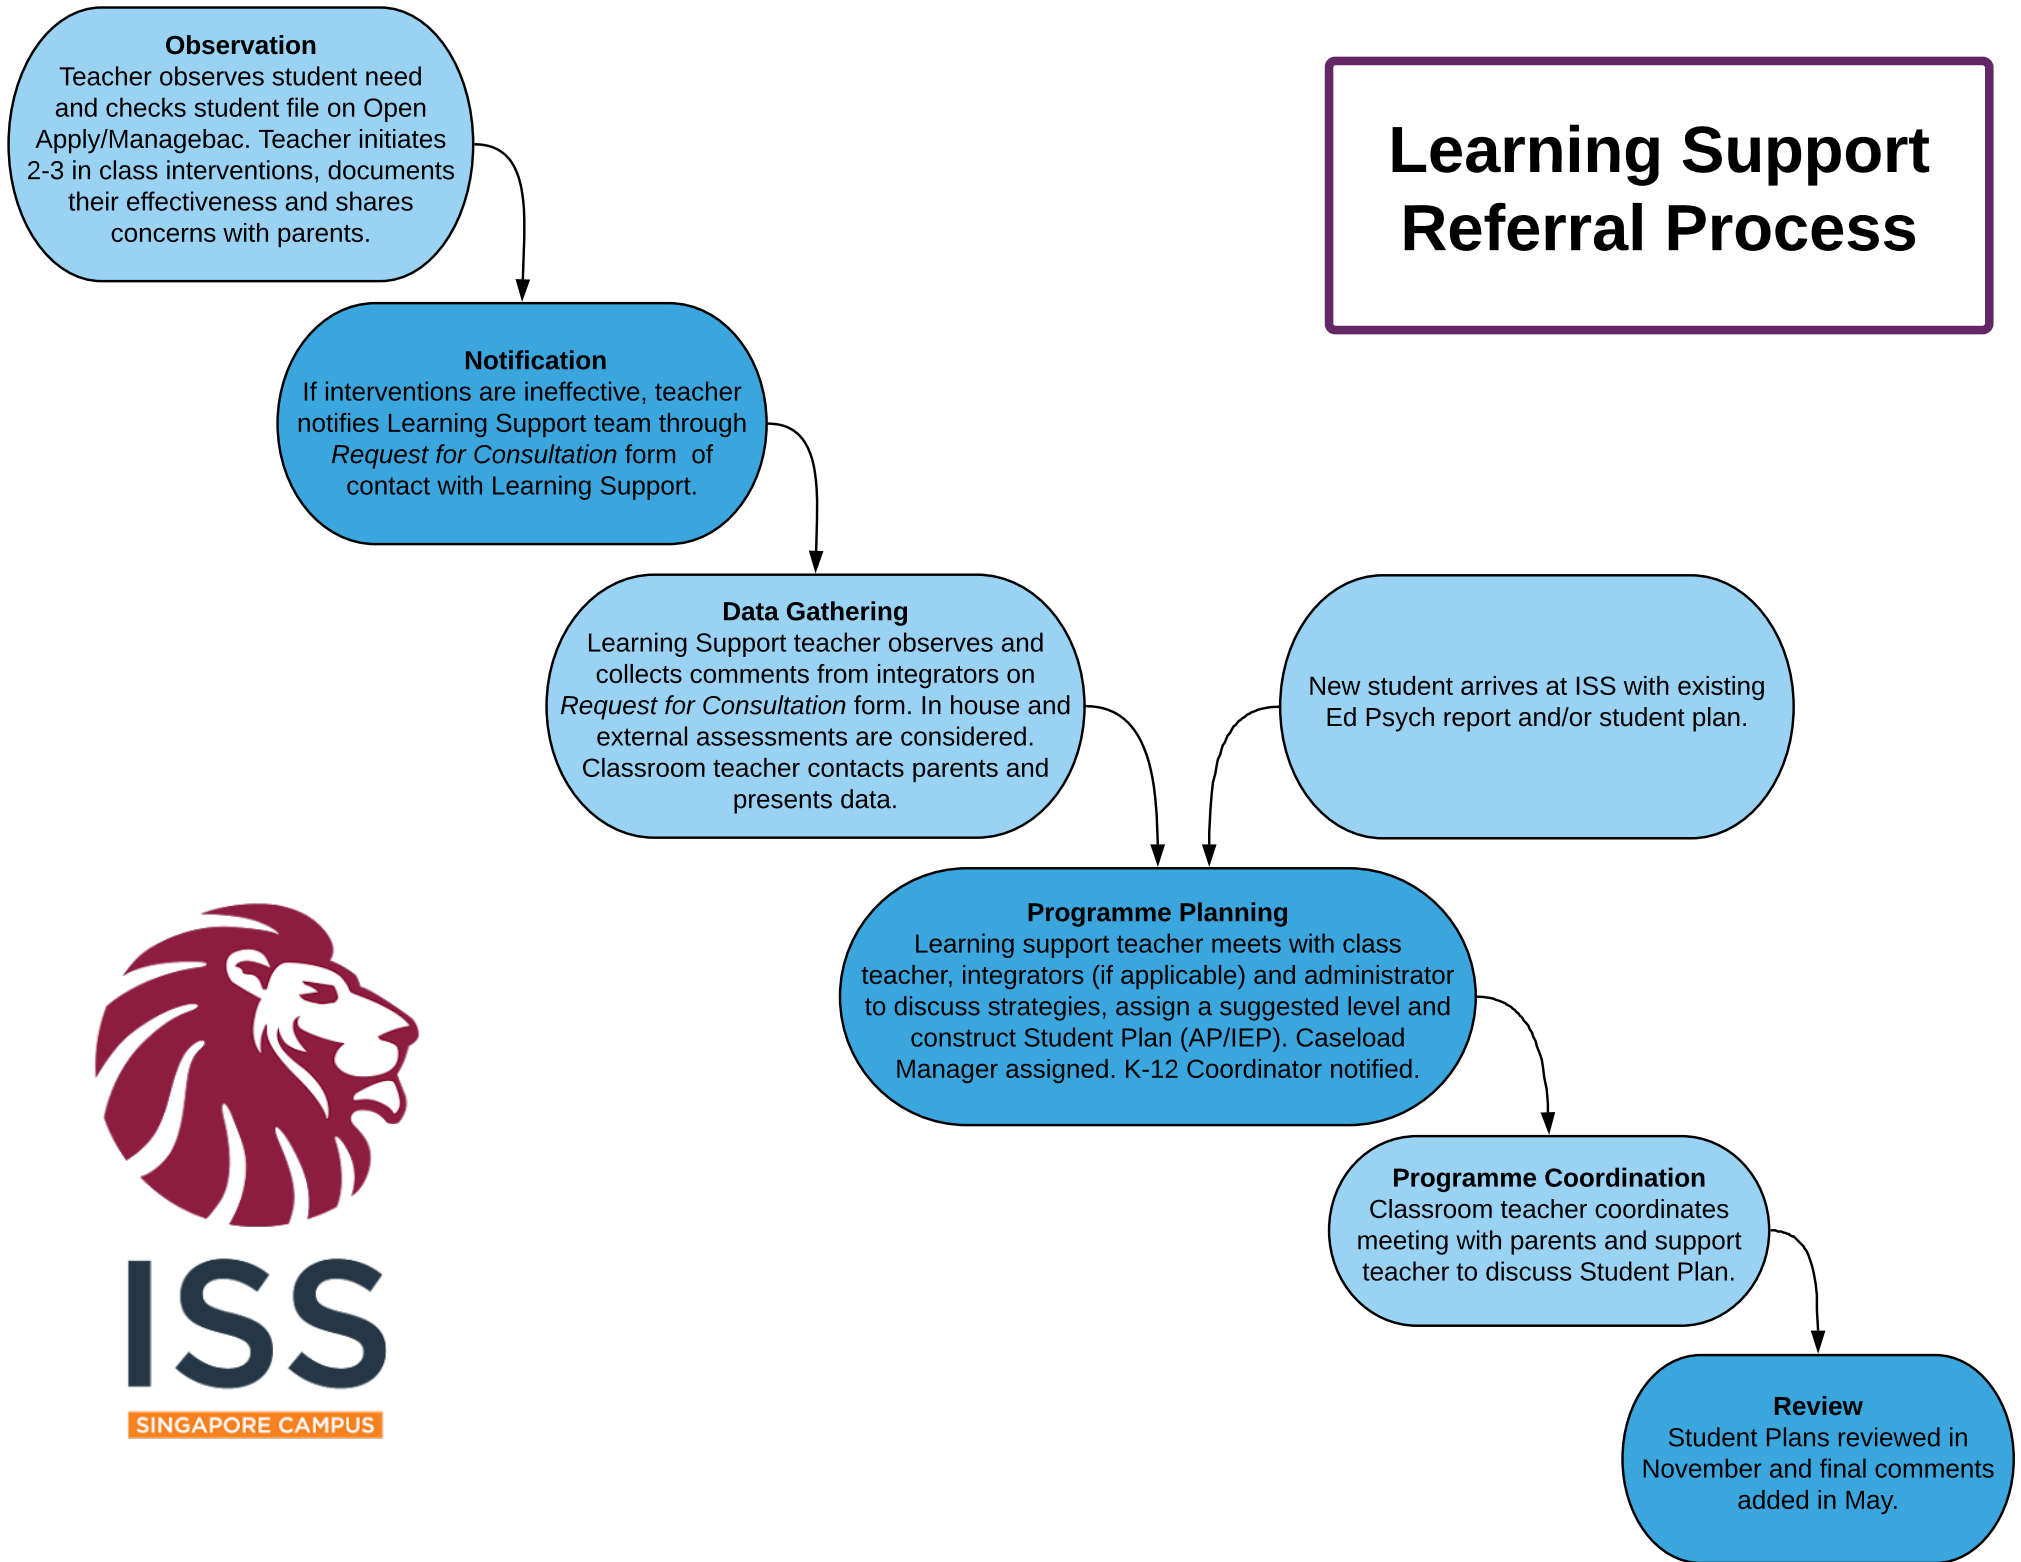 Observation
Teacher observes student need
and checks student file on Open
Apply/Managebac. Teacher initiates
2-3 in class interventions, documents
their effectiveness and shares
concerns with parents.
Learning Support
Referral Process
Notification
If interventions are ineffective, teacher
notifies Learning Support team through
Request for Consultation form  of
contact with Learning Support.
Data Gathering
Learning Support teacher observes and
collects comments from integrators on
Request for Consultation form. In house and
external assessments are considered.
Classroom teacher contacts parents and
presents data.
New student arrives at ISS with existing
Ed Psych report and/or student plan.
Programme Planning
Learning support teacher meets with class
teacher, integrators (if applicable) and administrator
to discuss strategies, assign a suggested level and
construct Student Plan (AP/IEP). Caseload
Manager assigned. K-12 Coordinator notified.
Programme Coordination
Classroom teacher coordinates
meeting with parents and support
teacher to discuss Student Plan.
Review
Student Plans reviewed in
November and final comments
added in May.
ISS
SINGAPORE CAMPUS